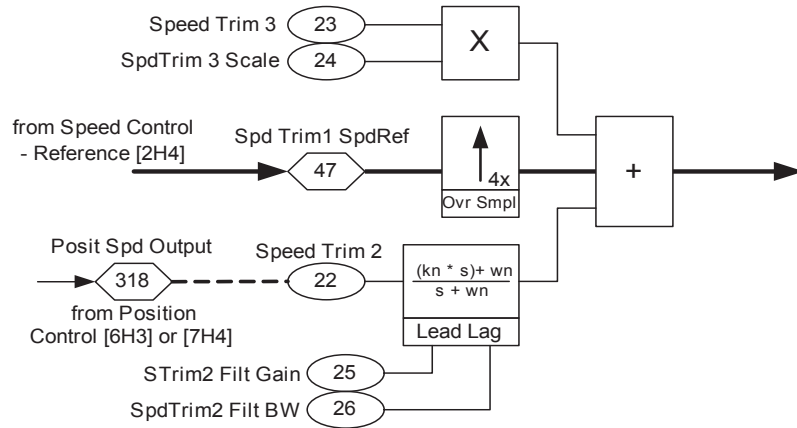 Speed Trim 3
23
SpdTrim 3 Scale
24
X
from Speed Control
- Reference [2H4]
Spd Trim1 SpdRef
47
4x
Ovr Smpl
+
Posit Spd Output
318
from Position
Control [6H3] or [7H4]
Speed Trim 2
22
(kn * s)+ wn
s + wn
Lead Lag
STrim2 Filt Gain
25
SpdTrim2 Filt BW
26